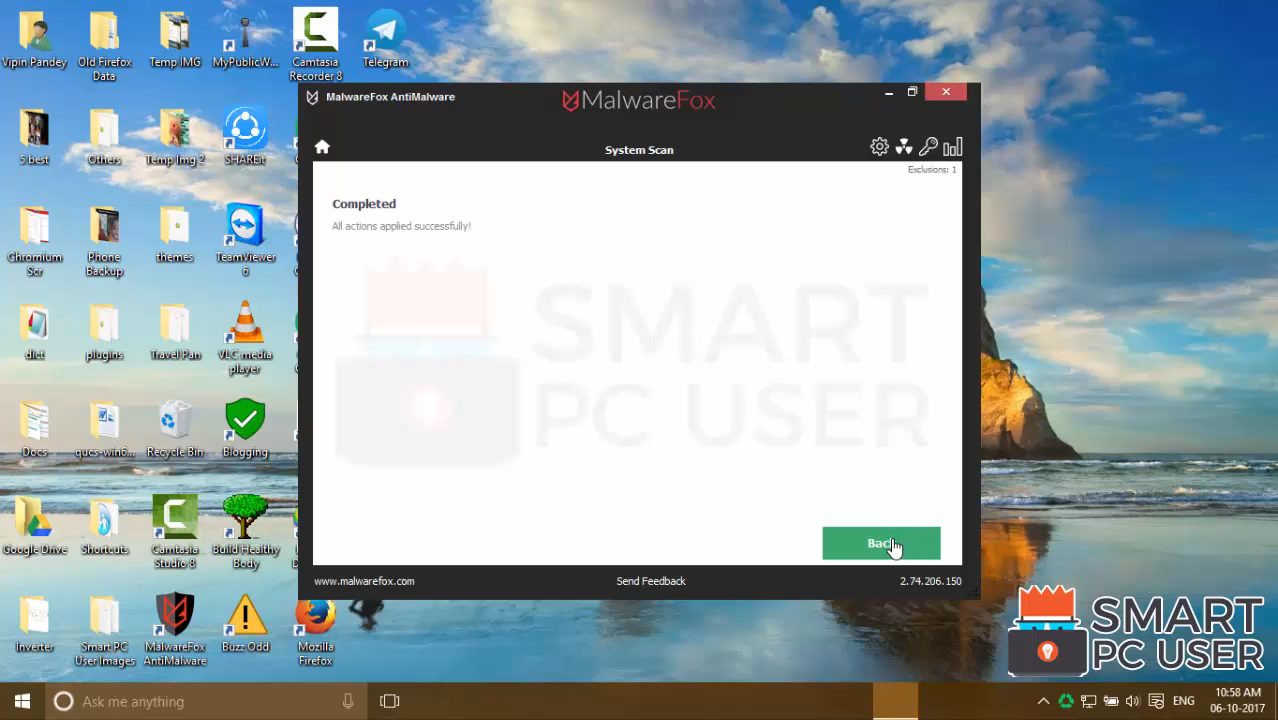 Vipin Pandey
Old Firefox
Data
Temp IMG
MyPublicW...
Camtasia
Recorder 8
Telegram
MalwareFox AntiMalware
MalwareFox
System Scan
Exclusions: 1
Completed
All actions applied successfully!
SMART
PC USER
Back
www.malwarefox.com
Send Feedback
2.74.206.150
5 best
Others
Temp Img 2
SHAREit
Chromium
Scr
Phone
Backup
themes
TeamViewer
6
dict
plugins
Travel Pan
VLC media
player
Docs
qucs-win6...
Recycle Bin
Blogging
Google Drive
Shortcuts
Camtasia
Studio 8
Build Healthy
Body
Inverter
Smart PC
User Images
MalwareFox
AntiMalware
Buzz Odd
Mozilla
Firefox
SMART
PC USER
Ask me anything
ENG
10:58 AM
06-10-2017